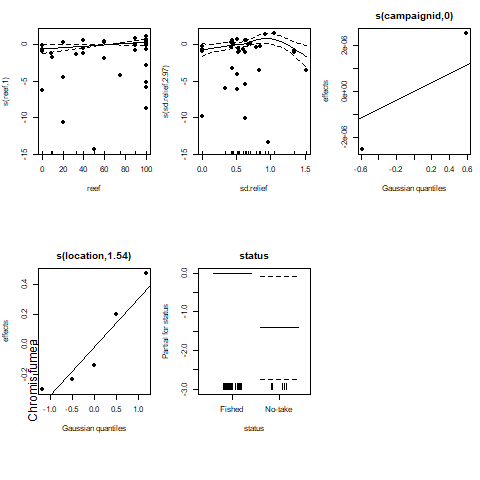 s(reef,1)
0
-5
-10
-15
0
20
40
60
80
100
reef
s(sd.relief,2.97)
0
-5
-10
-15
0.0
0.5
1.0
1.5
sd.relief
s(campaignid,0)
effects
2e-06
0e+00
-2e-06
-0.6
-0.2
0.2
0.6
Gaussian quantiles
s(location,1.54)
effects
0.4
0.2
-0.2
-1.0
0.0
0.5
1.0
Gaussian quantiles
Chromis.fumea
status
Partial for status
0.0
-1.0
-2.0
-3.0
Fished
No-take
status